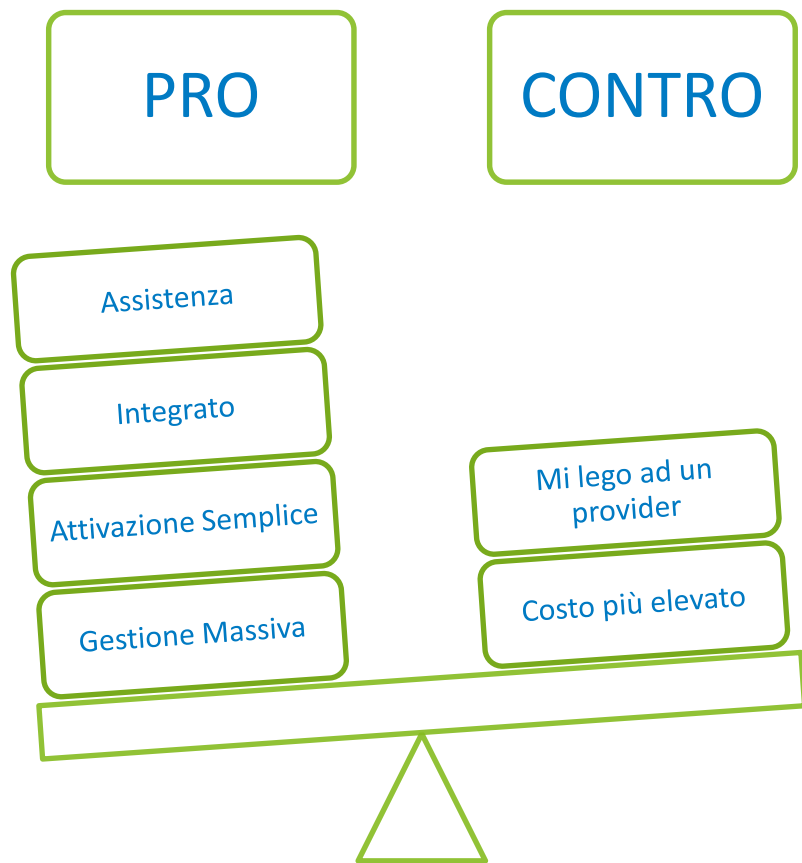 PRO
CONTRO
Assistenza
Integrato
Attivazione Semplice
Gestione Massiva
Mi lego ad un
provider
Costo più elevato